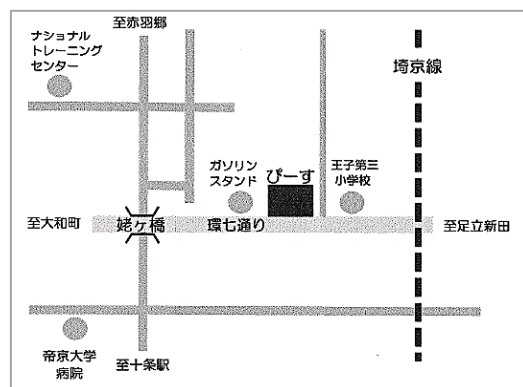 至赤羽郷
ナショナル
トレーニング
センター
埼京線
ガソリン
スタンド
ぴーす
王子第三
小学校
至大和町
姥ヶ橋
環七通り
至足立新田
帝京大学
病院
至十条駅